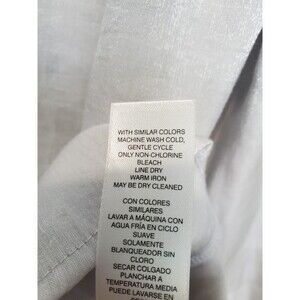 WITH SIMILAR COLORS
MACHINE WASH COLD,
GENTLE CYCLE
ONLY NON-CHLORINE
BLEACH
LINE DRY
WARM IRON
MAY BE DRY CLEANED
CON COLORES
SIMILARES
LAVAR A MÁQUINA CON
AGUA FRÍA EN CICLO
SUAVE
SOLAMENTE
BLANQUEADOR SIN
CLORO
SECAR COLGADO
PLANCHAR A
TEMPERATURA MEDIA
PUEDE LAVARSE EN